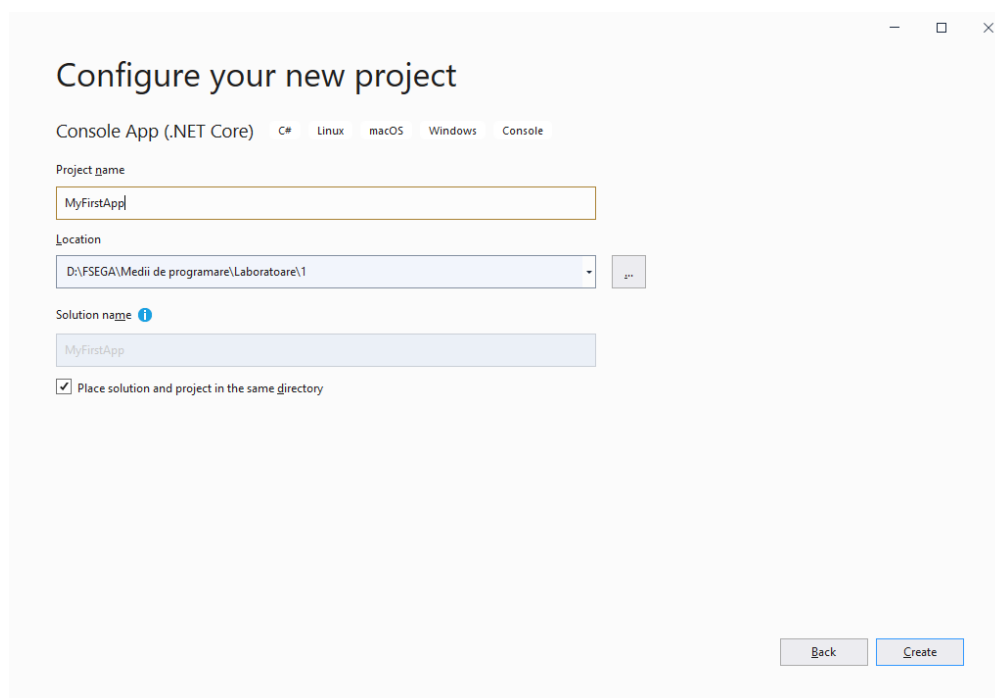 Configure your new project
Console App (.NET Core) C# Linux macOS Windows Console
Project name
MyFirstApp
Location
D:\FSEGA\Medii de programare\Laboratoare\1
...
Solution name
MyFirstApp
Place solution and project in the same directory
Back Create